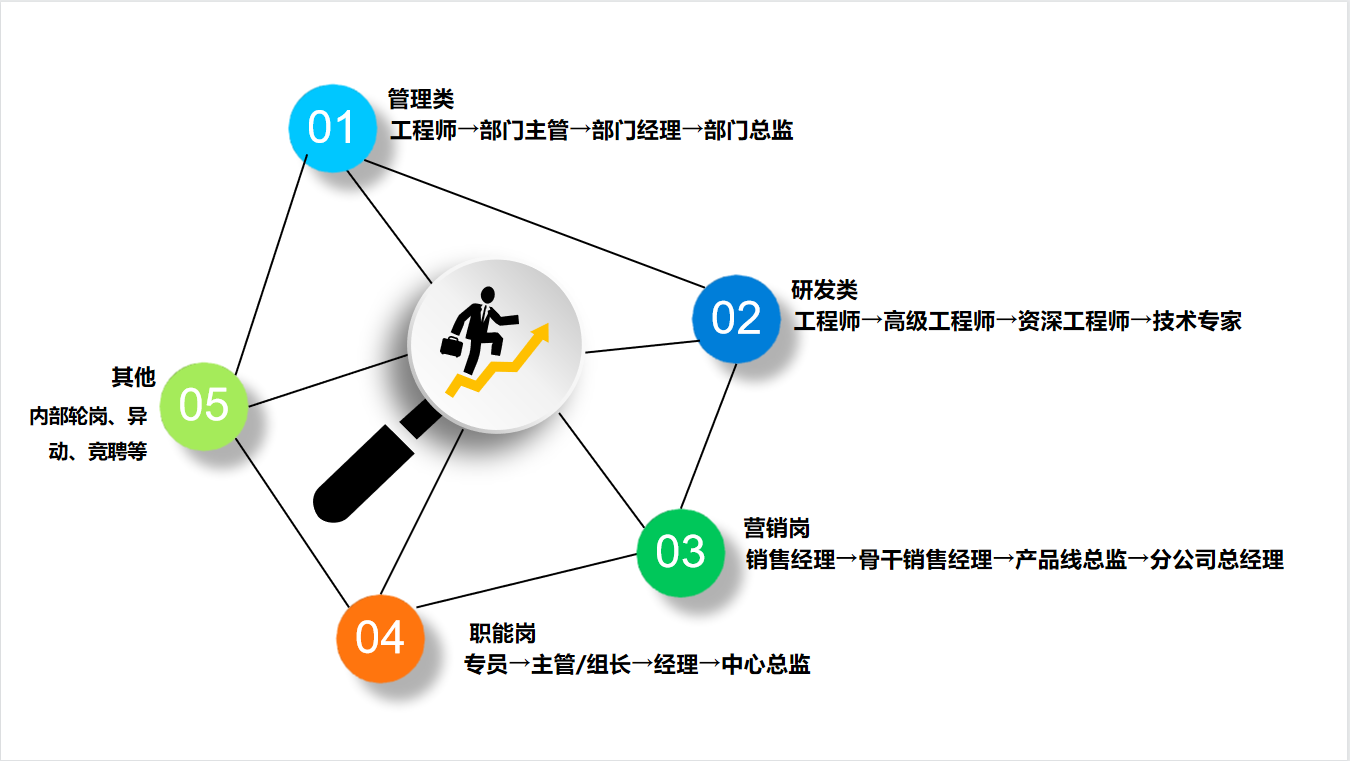 01
管理类
工程师→部门主管→部门经理→部门总监
02
研发类
工程师→高级工程师→资深工程师→技术专家
03
营销岗
销售经理→骨干销售经理→产品线总监→分公司总经理
04
职能岗
专员→主管/组长→经理→中心总监
05
其他
内部轮岗、异
动、竞聘等